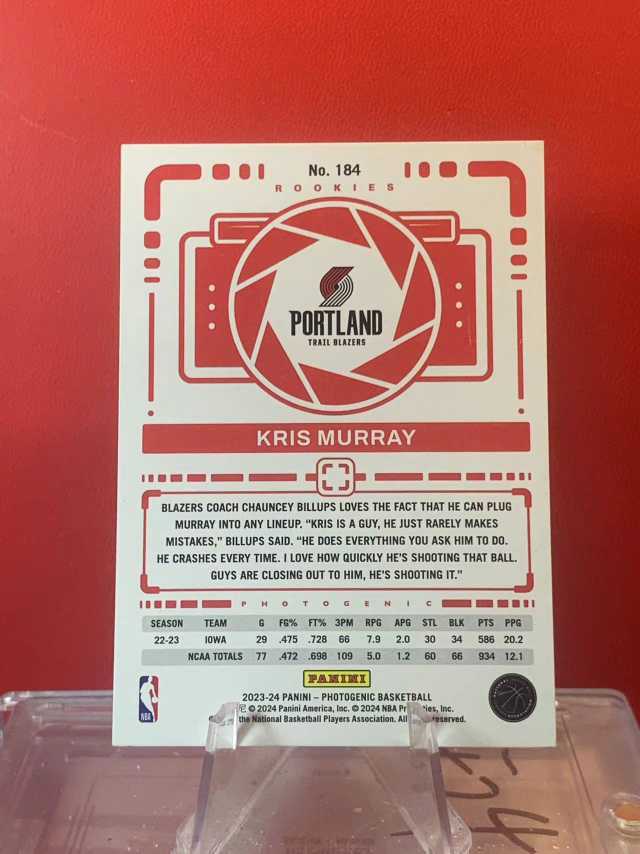 No. 184
ROOKIES
PORTLAND
TRAIL BLAZERS
KRIS MURRAY
BLAZERS COACH CHAUNCEY BILLUPS LOVES THE FACT THAT HE CAN PLUG
MURRAY INTO ANY LINEUP. “KRIS IS A GUY, HE JUST RARELY MAKES
MISTAKES,” BILLUPS SAID. “HE DOES EVERYTHING YOU ASK HIM TO DO.
HE CRASHES EVERY TIME. I LOVE HOW QUICKLY HE’S SHOOTING THAT BALL.
GUYS ARE CLOSING OUT TO HIM, HE’S SHOOTING IT.”
PHOTOGENIC
SEASON TEAM G FG% FT% 3PM RPG APG STL BLK PTS PPG
22-23 IOWA 29 .475 .728 66 7.9 2.0 30 34 586 20.2
NCAA TOTALS 77 .472 .698 109 5.0 1.2 60 66 934 12.1
PANINI
2023-24 PANINI – PHOTOGENIC BASKETBALL
© 2024 Panini America, Inc. © 2024 NBA Properties, Inc.
the National Basketball Players Association. All reserved.
NBA